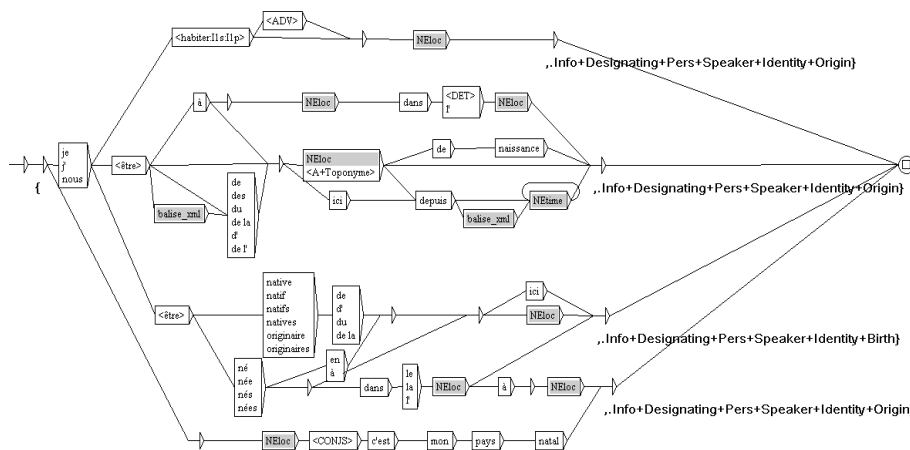 <ADV>
<habiter:I1s:I1p>
NEloc
,.Info+Designating+Pers+Speaker+Identity+Origin}
à
NEloc
dans
<DET>
l'
NEloc
je
j'
nous
{
<être>
NEloc
<A+Toponyme>
de
naissance
,.Info+Designating+Pers+Speaker+Identity+Origin}
balise_xml
de
des
du
de la
d'
de l'
ici
depuis
balise_xml
NEtime
<être>
native
natif
natifs
natives
originaire
originaires
de
d'
du
de la
ici
NEloc
,.Info+Designating+Pers+Speaker+Identity+Birth}
né
née
nés
nées
en
à
dans
le
la
l'
NEloc
à
NEloc
,.Info+Designating+Pers+Speaker+Identity+Origin
NEloc
<CONJS>
c'est
mon
pays
natal